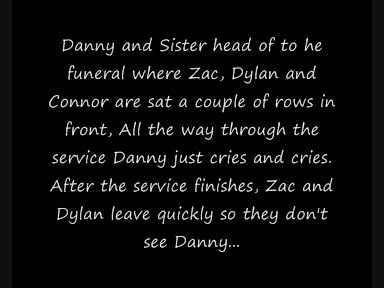 Danny and Sister head of to he
funeral where Zac, Dylan and
Connor are sat a couple of rows in
front, All the way through the
service Danny just cries and cries.
After the service finishes, Zac and
Dylan leave quickly so they don't
see Danny...